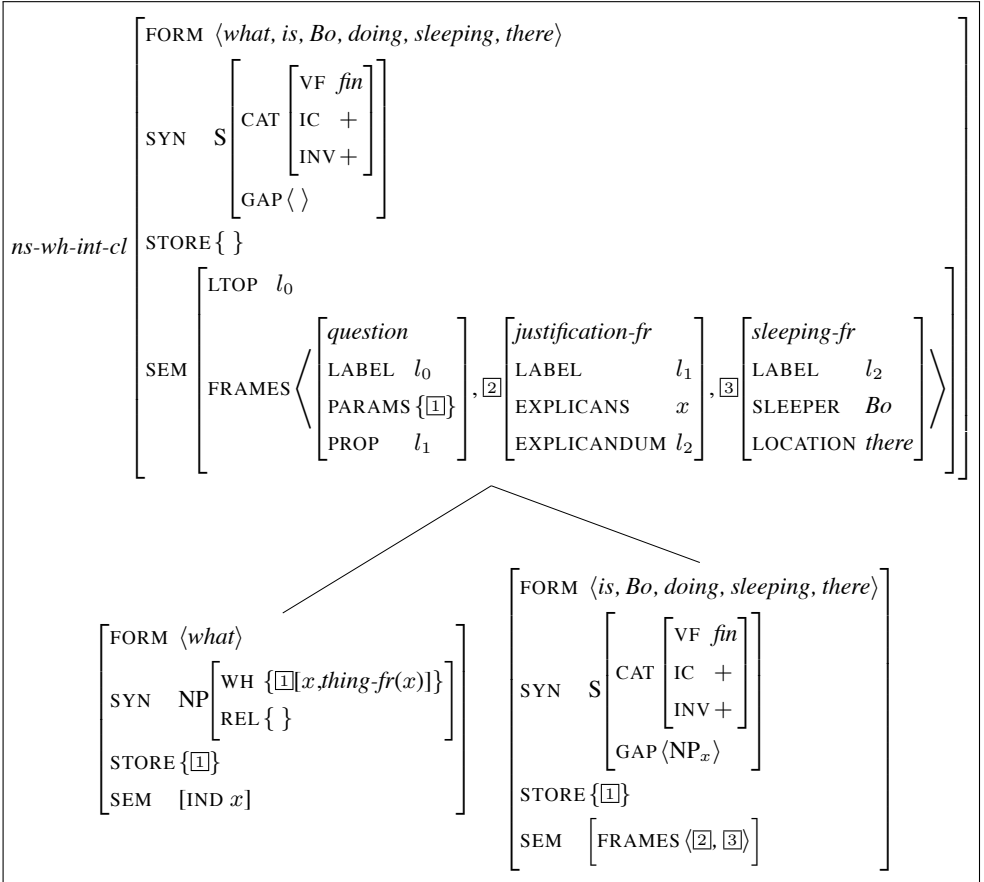 FORM ⟨what, is, Bo, doing, sleeping, there⟩
VF fin
CAT IC +
SYN S INV +
GAP ⟨ ⟩
ns-wh-int-cl STORE { }
LTOP l0
question justification-fr sleeping-fr
SEM LABEL l0 LABEL l1 LABEL l2
FRAMES ⟨ PARAMS {1} , 2 EXPLICANS x , 3 SLEEPER Bo ⟩
PROP l1 EXPLICANDUM l2 LOCATION there
FORM ⟨what⟩
SYN NP WH {1[x,thing-fr(x)]}
REL { }
STORE {1}
SEM [IND x]
FORM ⟨is, Bo, doing, sleeping, there⟩
VF fin
CAT IC +
SYN S INV +
GAP ⟨NPx⟩
STORE {1}
SEM [FRAMES ⟨2, 3⟩]